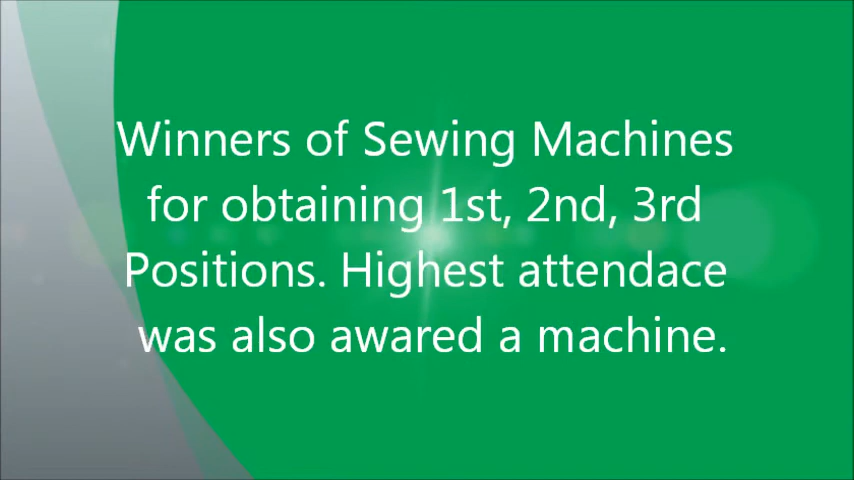 Winners of Sewing Machines
for obtaining 1st, 2nd, 3rd
Positions. Highest attendace
was also awared a machine.